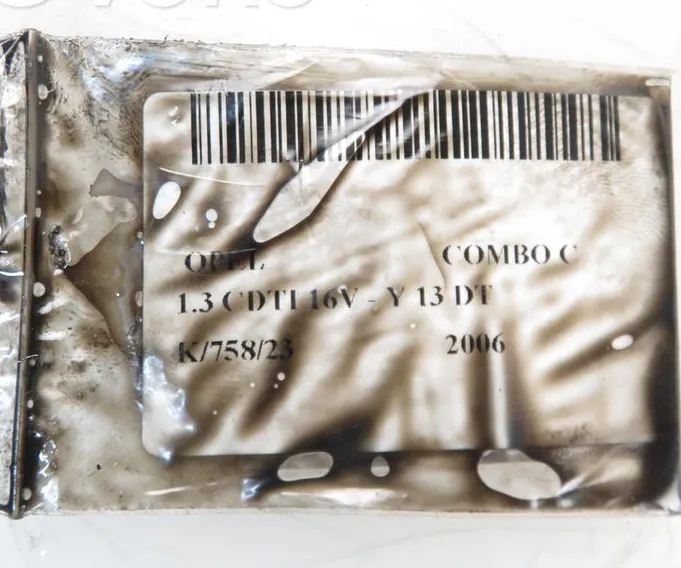 OPEL COMBO C
1.3 CDTI 16V - Y 13 DT
K/758/23 2006